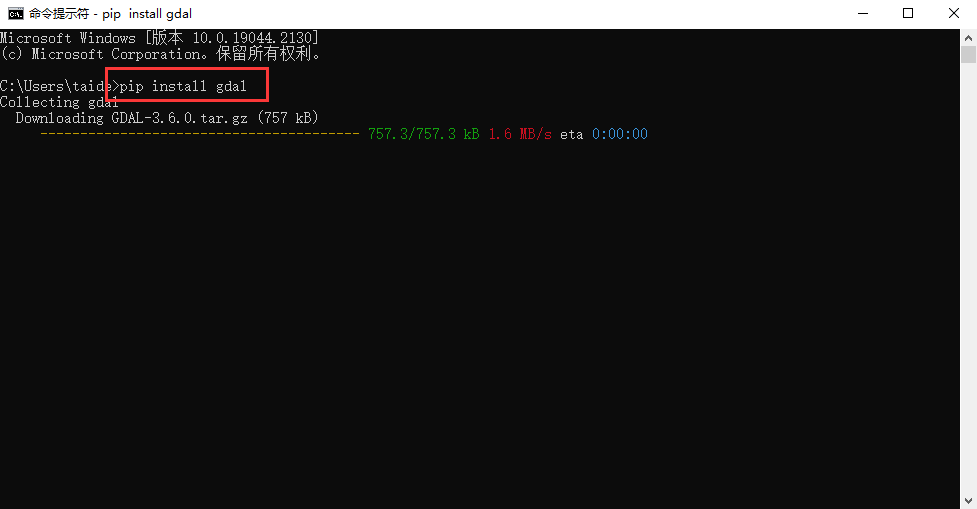 命令提示符 - pip  install gdal
Microsoft Windows [版本 10.0.19044.2130]
(c) Microsoft Corporation。保留所有权利。
C:\Users\taide>pip install gdal
Collecting gdal
Downloading GDAL-3.6.0.tar.gz (757 kB)
---------------------------------------- 757.3/757.3 kB 1.6 MB/s eta 0:00:00